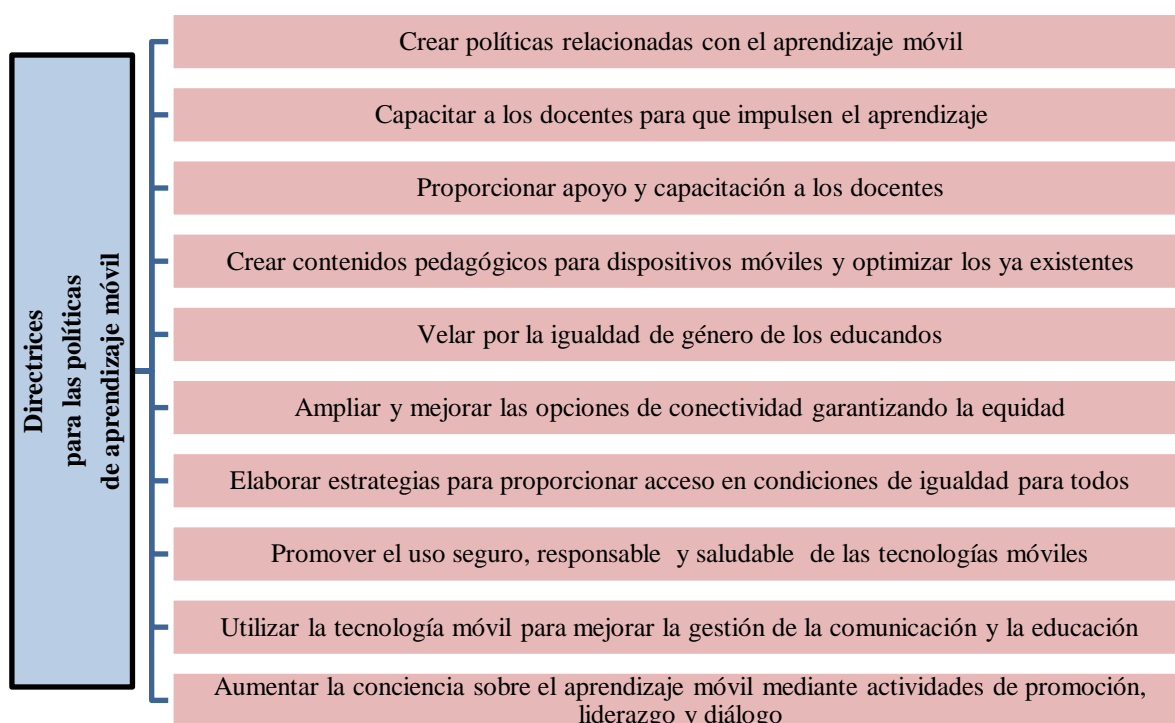 Directrices
para las políticas
de aprendizaje móvil
Crear políticas relacionadas con el aprendizaje móvil
Capacitar a los docentes para que impulsen el aprendizaje
Proporcionar apoyo y capacitación a los docentes
Crear contenidos pedagógicos para dispositivos móviles y optimizar los ya existentes
Velar por la igualdad de género de los educandos
Ampliar y mejorar las opciones de conectividad garantizando la equidad
Elaborar estrategias para proporcionar acceso en condiciones de igualdad para todos
Promover el uso seguro, responsable y saludable de las tecnologías móviles
Utilizar la tecnología móvil para mejorar la gestión de la comunicación y la educación
Aumentar la conciencia sobre el aprendizaje móvil mediante actividades de promoción,
liderazgo y diálogo